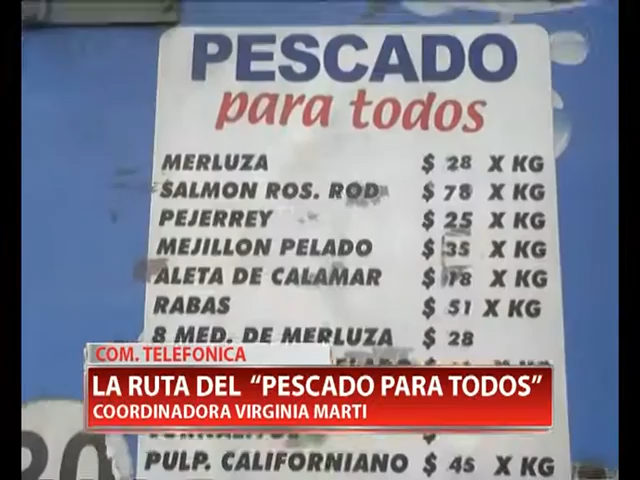 PESCADO
para todos
MERLUZA $ 28 X KG
SALMON ROS. ROD $ 78 X KG
PEJERREY $ 25 X KG
MEJILLON PELADO $ 35 X KG
ALETA DE CALAMAR $ 18 X KG
RABAS $ 51 X KG
8 MED. DE MERLUZA $ 28
COM. TELEFONICA
LA RUTA DEL "PESCADO PARA TODOS"
COORDINADORA VIRGINIA MARTI
PULP. CALIFORNIANO $ 45 X KG